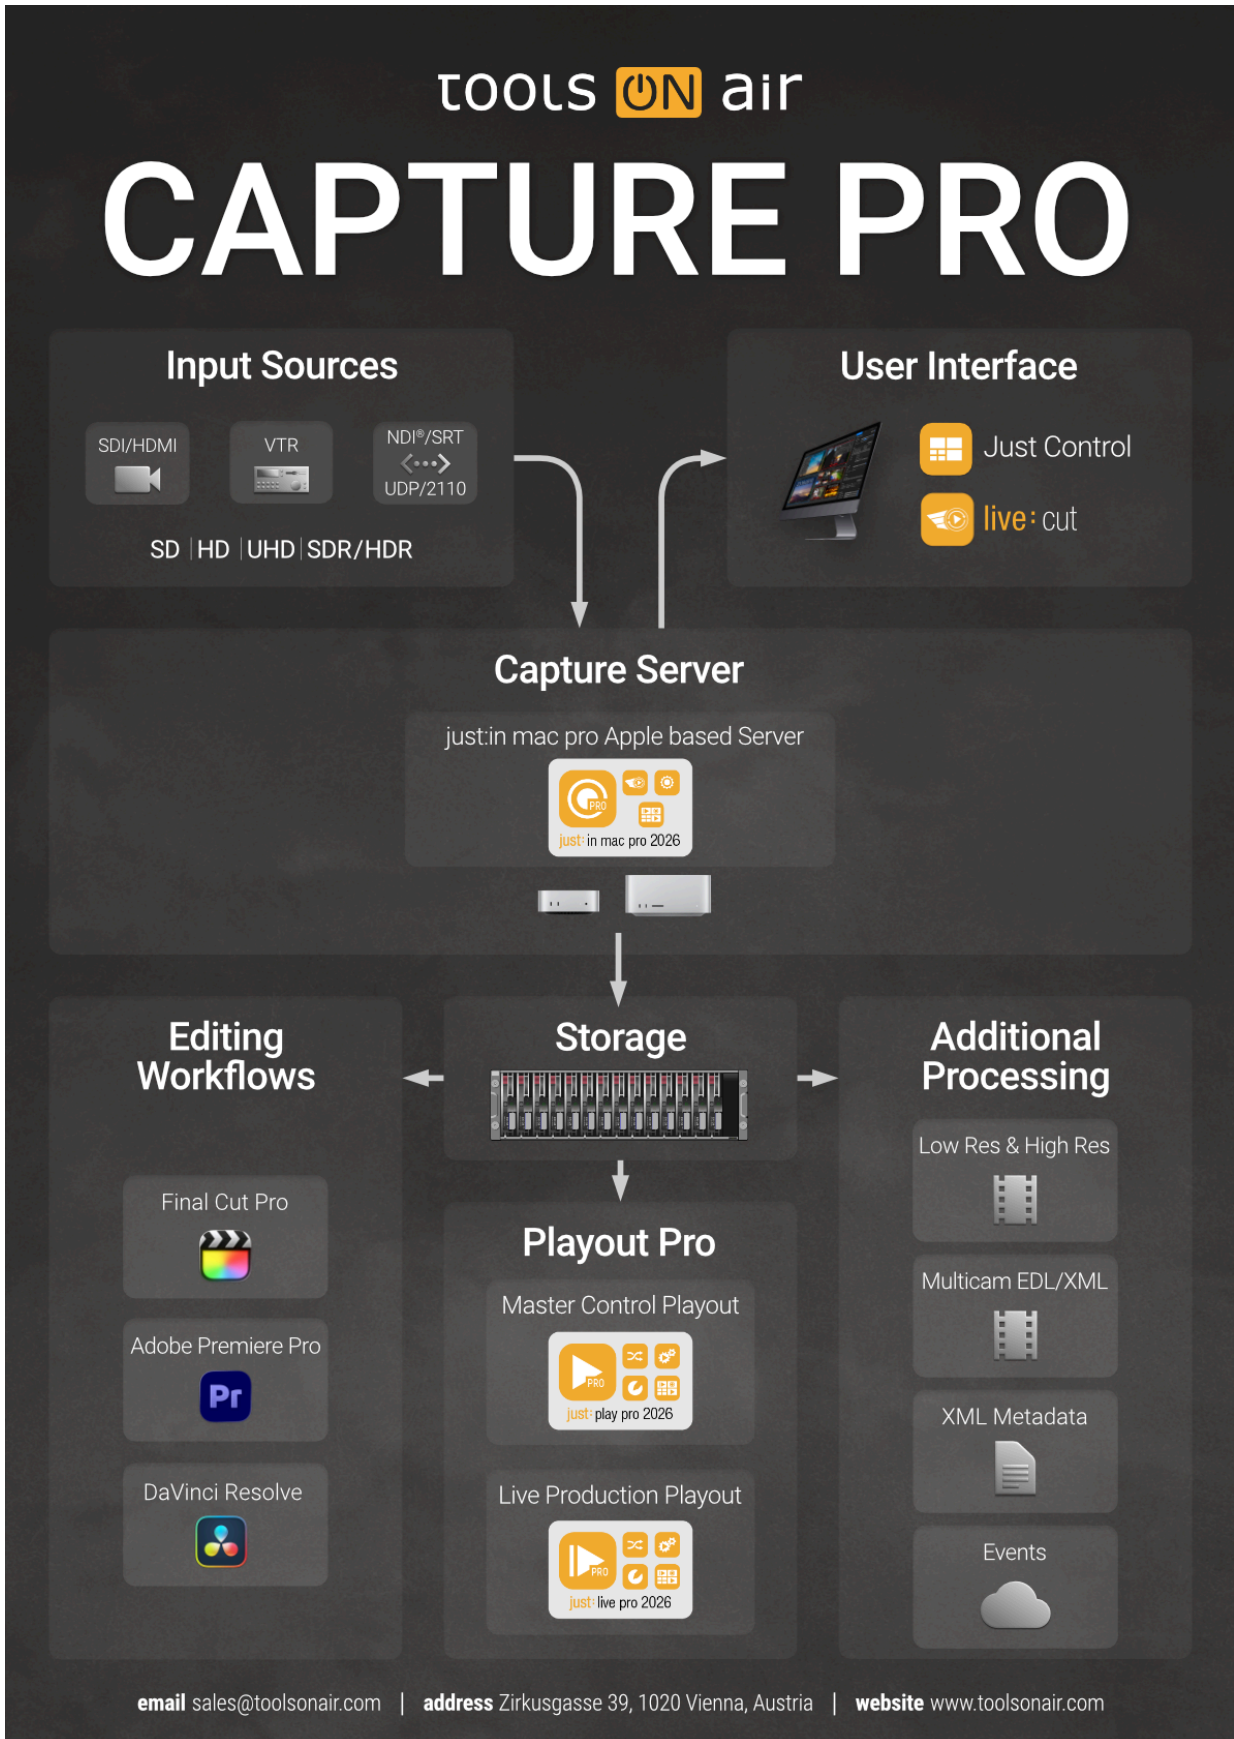 tools ON air
CAPTURE PRO
Input Sources
SDI/HDMI
VTR
NDI®/SRT
UDP/2110
SD | HD | UHD | SDR/HDR
User Interface
Just Control
live: cut
Capture Server
just:in mac pro Apple based Server
PRO
just: in mac pro 2026
Editing
Workflows
Final Cut Pro
Adobe Premiere Pro
Pr
DaVinci Resolve
Storage
Playout Pro
Master Control Playout
PRO
just: play pro 2026
Live Production Playout
PRO
just: live pro 2026
Additional
Processing
Low Res & High Res
Multicam EDL/XML
XML Metadata
Events
email sales@toolsonair.com | address Zirkusgasse 39, 1020 Vienna, Austria | website www.toolsonair.com